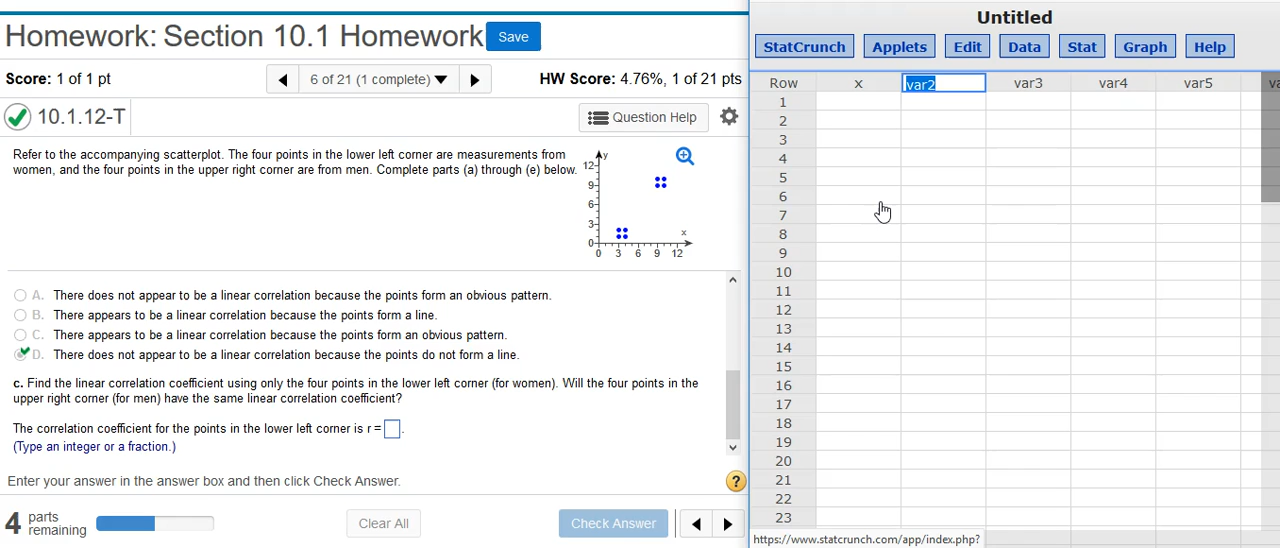 Homework: Section 10.1 Homework
Save
Score: 1 of 1 pt
6 of 21 (1 complete)
HW Score: 4.76%, 1 of 21 pts
10.1.12-T
Question Help
Refer to the accompanying scatterplot. The four points in the lower left corner are measurements from
women, and the four points in the upper right corner are from men. Complete parts (a) through (e) below.
y
12
9
6
3
0
x
0 3 6 9 12
A. There does not appear to be a linear correlation because the points form an obvious pattern.
B. There appears to be a linear correlation because the points form a line.
C. There appears to be a linear correlation because the points form an obvious pattern.
D. There does not appear to be a linear correlation because the points do not form a line.
c. Find the linear correlation coefficient using only the four points in the lower left corner (for women). Will the four points in the
upper right corner (for men) have the same linear correlation coefficient?
The correlation coefficient for the points in the lower left corner is r= .
(Type an integer or a fraction.)
Enter your answer in the answer box and then click Check Answer.
?
4 parts
remaining
Clear All
Check Answer
Untitled
StatCrunch Applets Edit Data Stat Graph Help
Row x var2 var3 var4 var5 va
1
2
3
4
5
6
7
8
9
10
11
12
13
14
15
16
17
18
19
20
21
22
23
https://www.statcrunch.com/app/index.php?